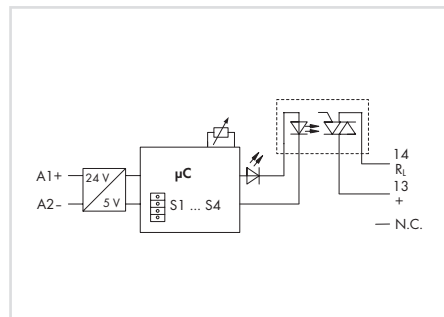 14
R_L
µC
13
A1+
24 V
+
A2–
5 V
S1 ... S4
N.C.